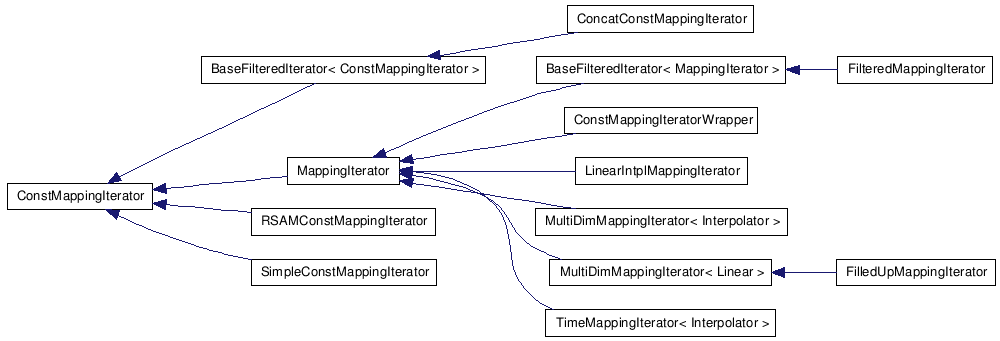 ConcatConstMappingIterator
BaseFilteredIterator< ConstMappingIterator >
BaseFilteredIterator< MappingIterator >
FilteredMappingIterator
ConstMappingIteratorWrapper
MappingIterator
LinearIntplMappingIterator
ConstMappingIterator
RSAMConstMappingIterator
MultiDimMappingIterator< Interpolator >
SimpleConstMappingIterator
MultiDimMappingIterator< Linear >
FilledUpMappingIterator
TimeMappingIterator< Interpolator >